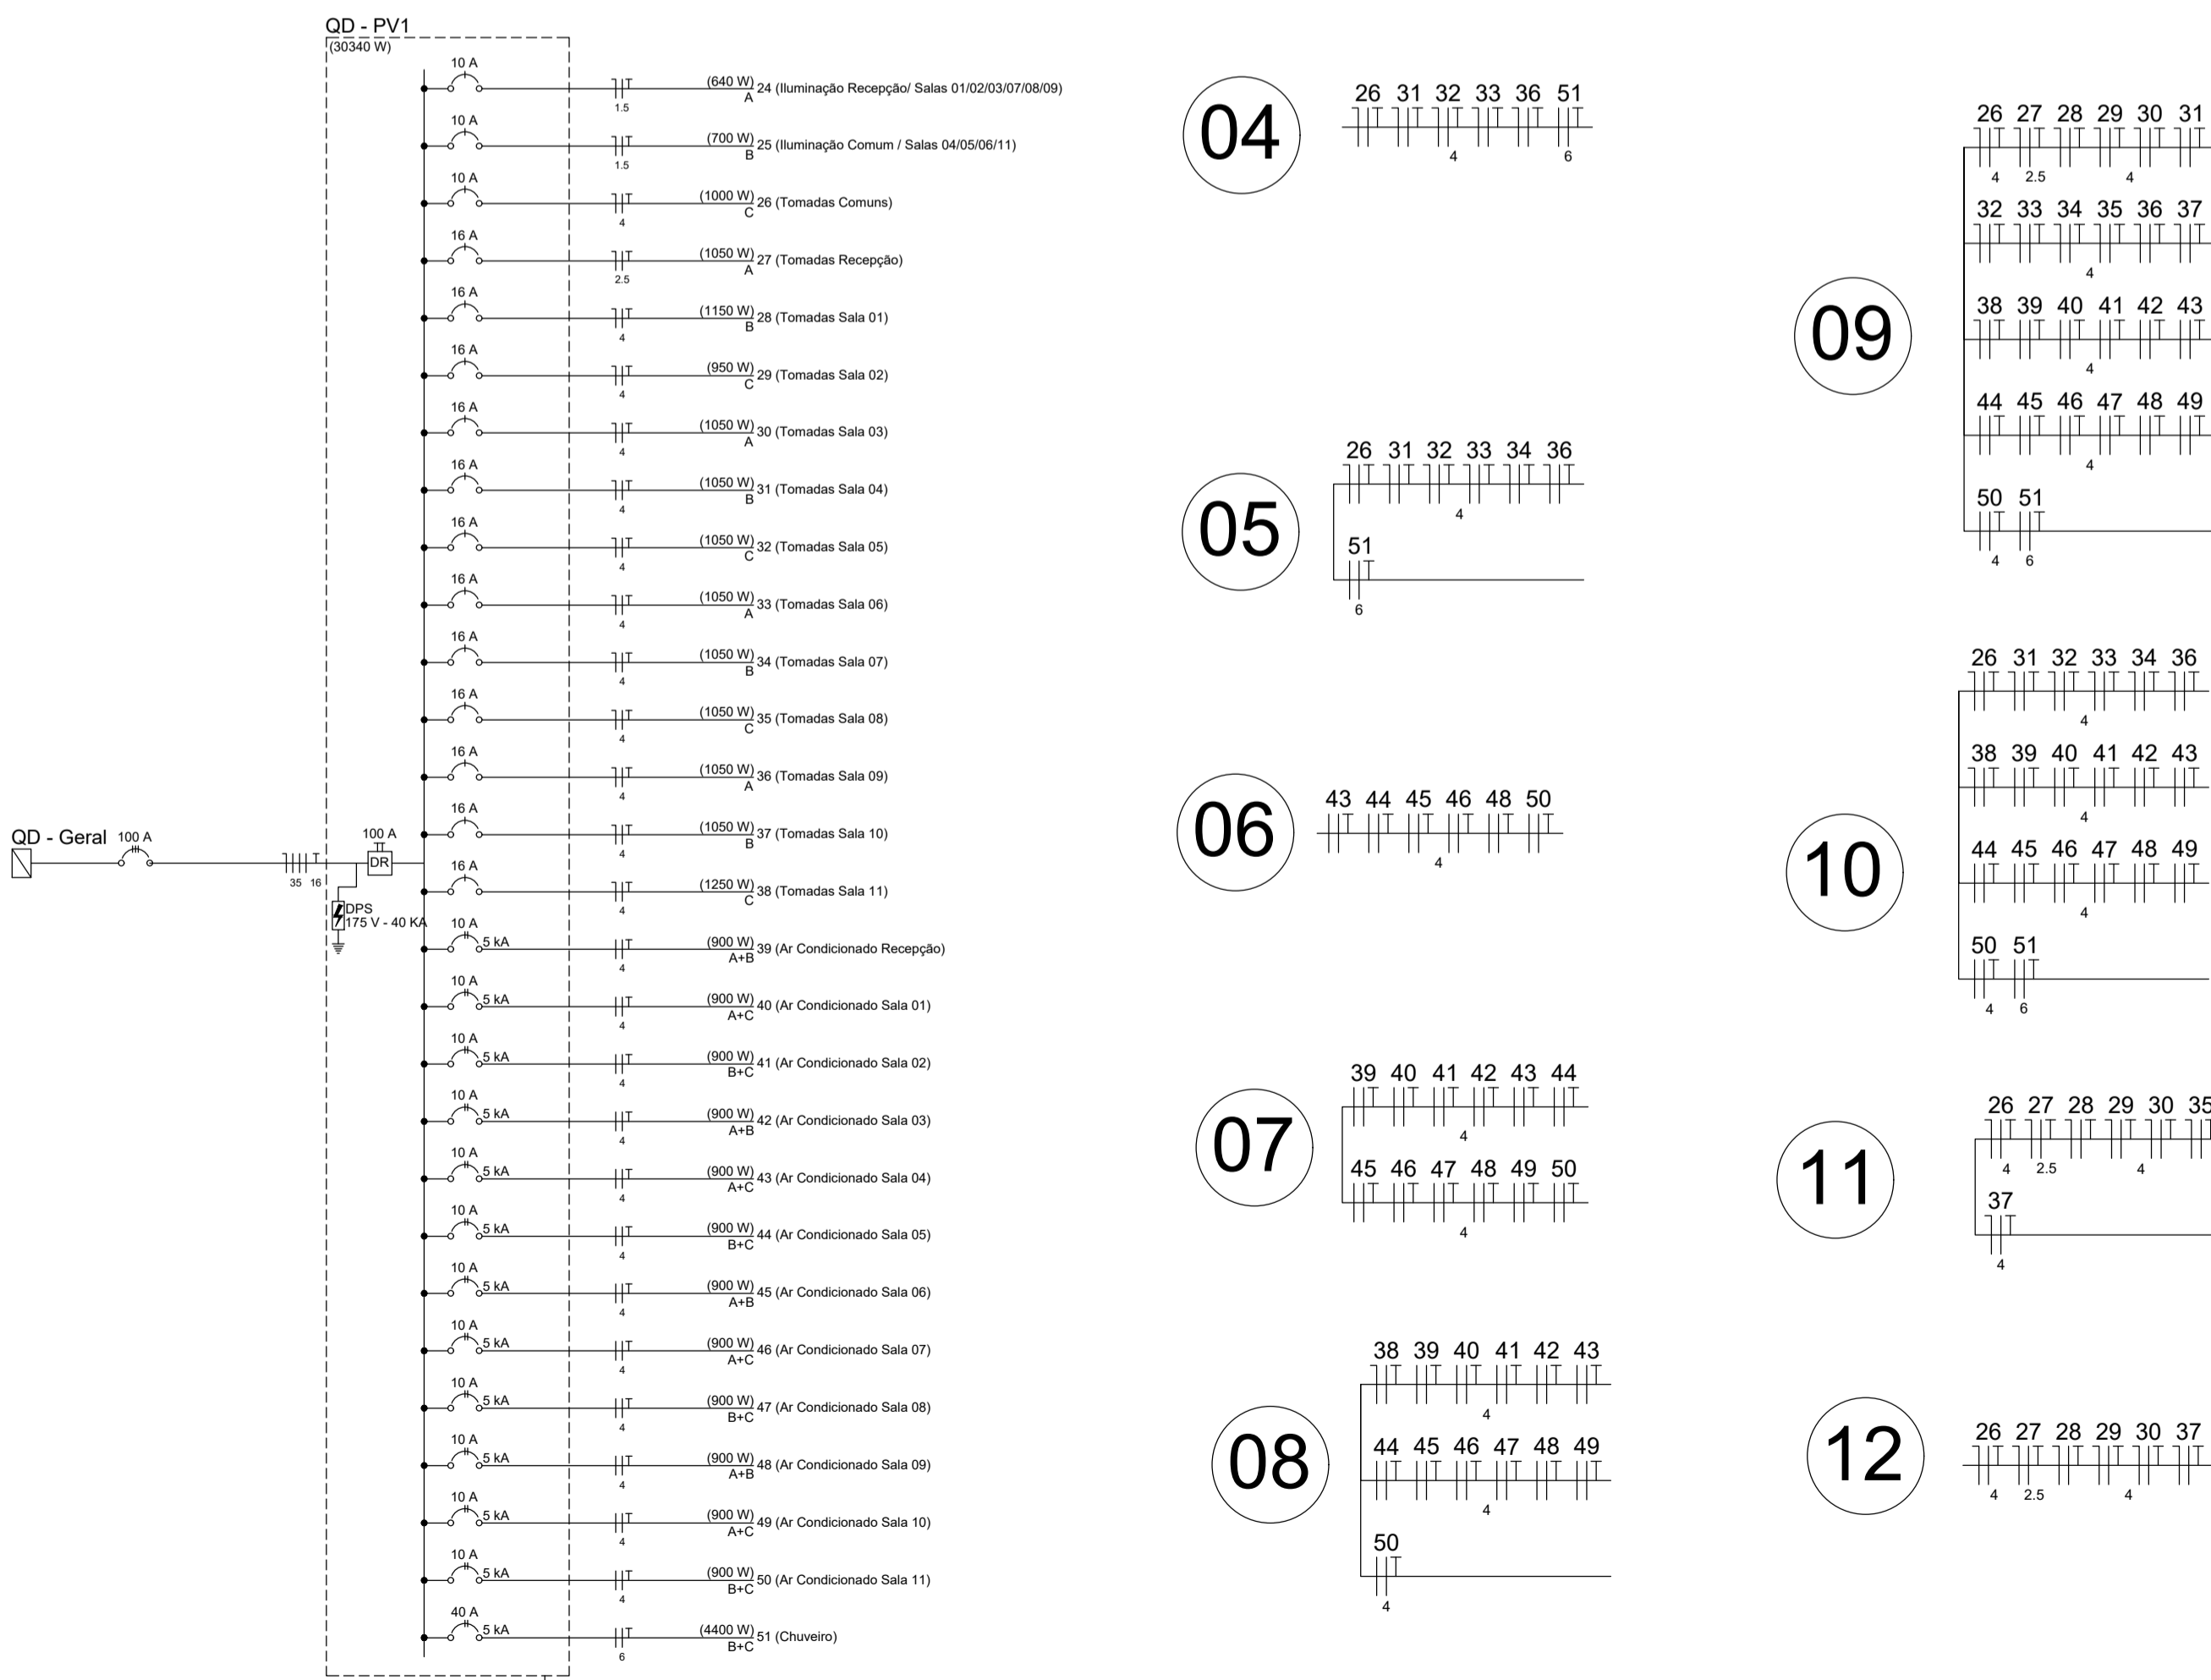 QD - PV1
(30340 W)
10 A
1.5
(640 W) 24 (Iluminação Recepção/ Salas 01/02/03/07/08/09)
A
10 A
1.5
(700 W) 25 (Iluminação Comum / Salas 04/05/06/11)
B
10 A
4
(1000 W) 26 (Tomadas Comuns)
C
16 A
2.5
(1050 W) 27 (Tomadas Recepção)
A
16 A
4
(1150 W) 28 (Tomadas Sala 01)
B
16 A
4
(950 W) 29 (Tomadas Sala 02)
C
16 A
4
(1050 W) 30 (Tomadas Sala 03)
A
16 A
4
(1050 W) 31 (Tomadas Sala 04)
B
16 A
4
(1050 W) 32 (Tomadas Sala 05)
C
16 A
4
(1050 W) 33 (Tomadas Sala 06)
A
16 A
4
(1050 W) 34 (Tomadas Sala 07)
B
16 A
4
(1050 W) 35 (Tomadas Sala 08)
C
16 A
4
(1050 W) 36 (Tomadas Sala 09)
A
16 A
4
(1050 W) 37 (Tomadas Sala 10)
B
16 A
4
(1250 W) 38 (Tomadas Sala 11)
C
QD - Geral 100 A
35 16
100 A
DR
DPS
175 V - 40 KA
10 A
5 kA
4
(900 W) 39 (Ar Condicionado Recepção)
A+B
10 A
5 kA
4
(900 W) 40 (Ar Condicionado Sala 01)
A+C
10 A
5 kA
4
(900 W) 41 (Ar Condicionado Sala 02)
B+C
10 A
5 kA
4
(900 W) 42 (Ar Condicionado Sala 03)
A+B
10 A
5 kA
4
(900 W) 43 (Ar Condicionado Sala 04)
A+C
10 A
5 kA
4
(900 W) 44 (Ar Condicionado Sala 05)
B+C
10 A
5 kA
4
(900 W) 45 (Ar Condicionado Sala 06)
A+B
10 A
5 kA
4
(900 W) 46 (Ar Condicionado Sala 07)
A+C
10 A
5 kA
4
(900 W) 47 (Ar Condicionado Sala 08)
B+C
10 A
5 kA
4
(900 W) 48 (Ar Condicionado Sala 09)
A+B
10 A
5 kA
4
(900 W) 49 (Ar Condicionado Sala 10)
A+C
10 A
5 kA
4
(900 W) 50 (Ar Condicionado Sala 11)
B+C
40 A
5 kA
6
(4400 W) 51 (Chuveiro)
B+C
04
26 31 32 33 36 51
4 6
05
26 31 32 33 34 36
4
51
6
06
43 44 45 46 48 50
4
07
39 40 41 42 43 44
4
45 46 47 48 49 50
4
08
38 39 40 41 42 43
4
44 45 46 47 48 49
4
50
4
09
26 27 28 29 30 31
4 2.5 4
32 33 34 35 36 37
4
38 39 40 41 42 43
4
44 45 46 47 48 49
4
50 51
4 6
10
26 31 32 33 34 36
4
38 39 40 41 42 43
4
44 45 46 47 48 49
4
50 51
4 6
11
26 27 28 29 30 35
4 2.5 4
37
4
12
26 27 28 29 30 37
4 2.5 4